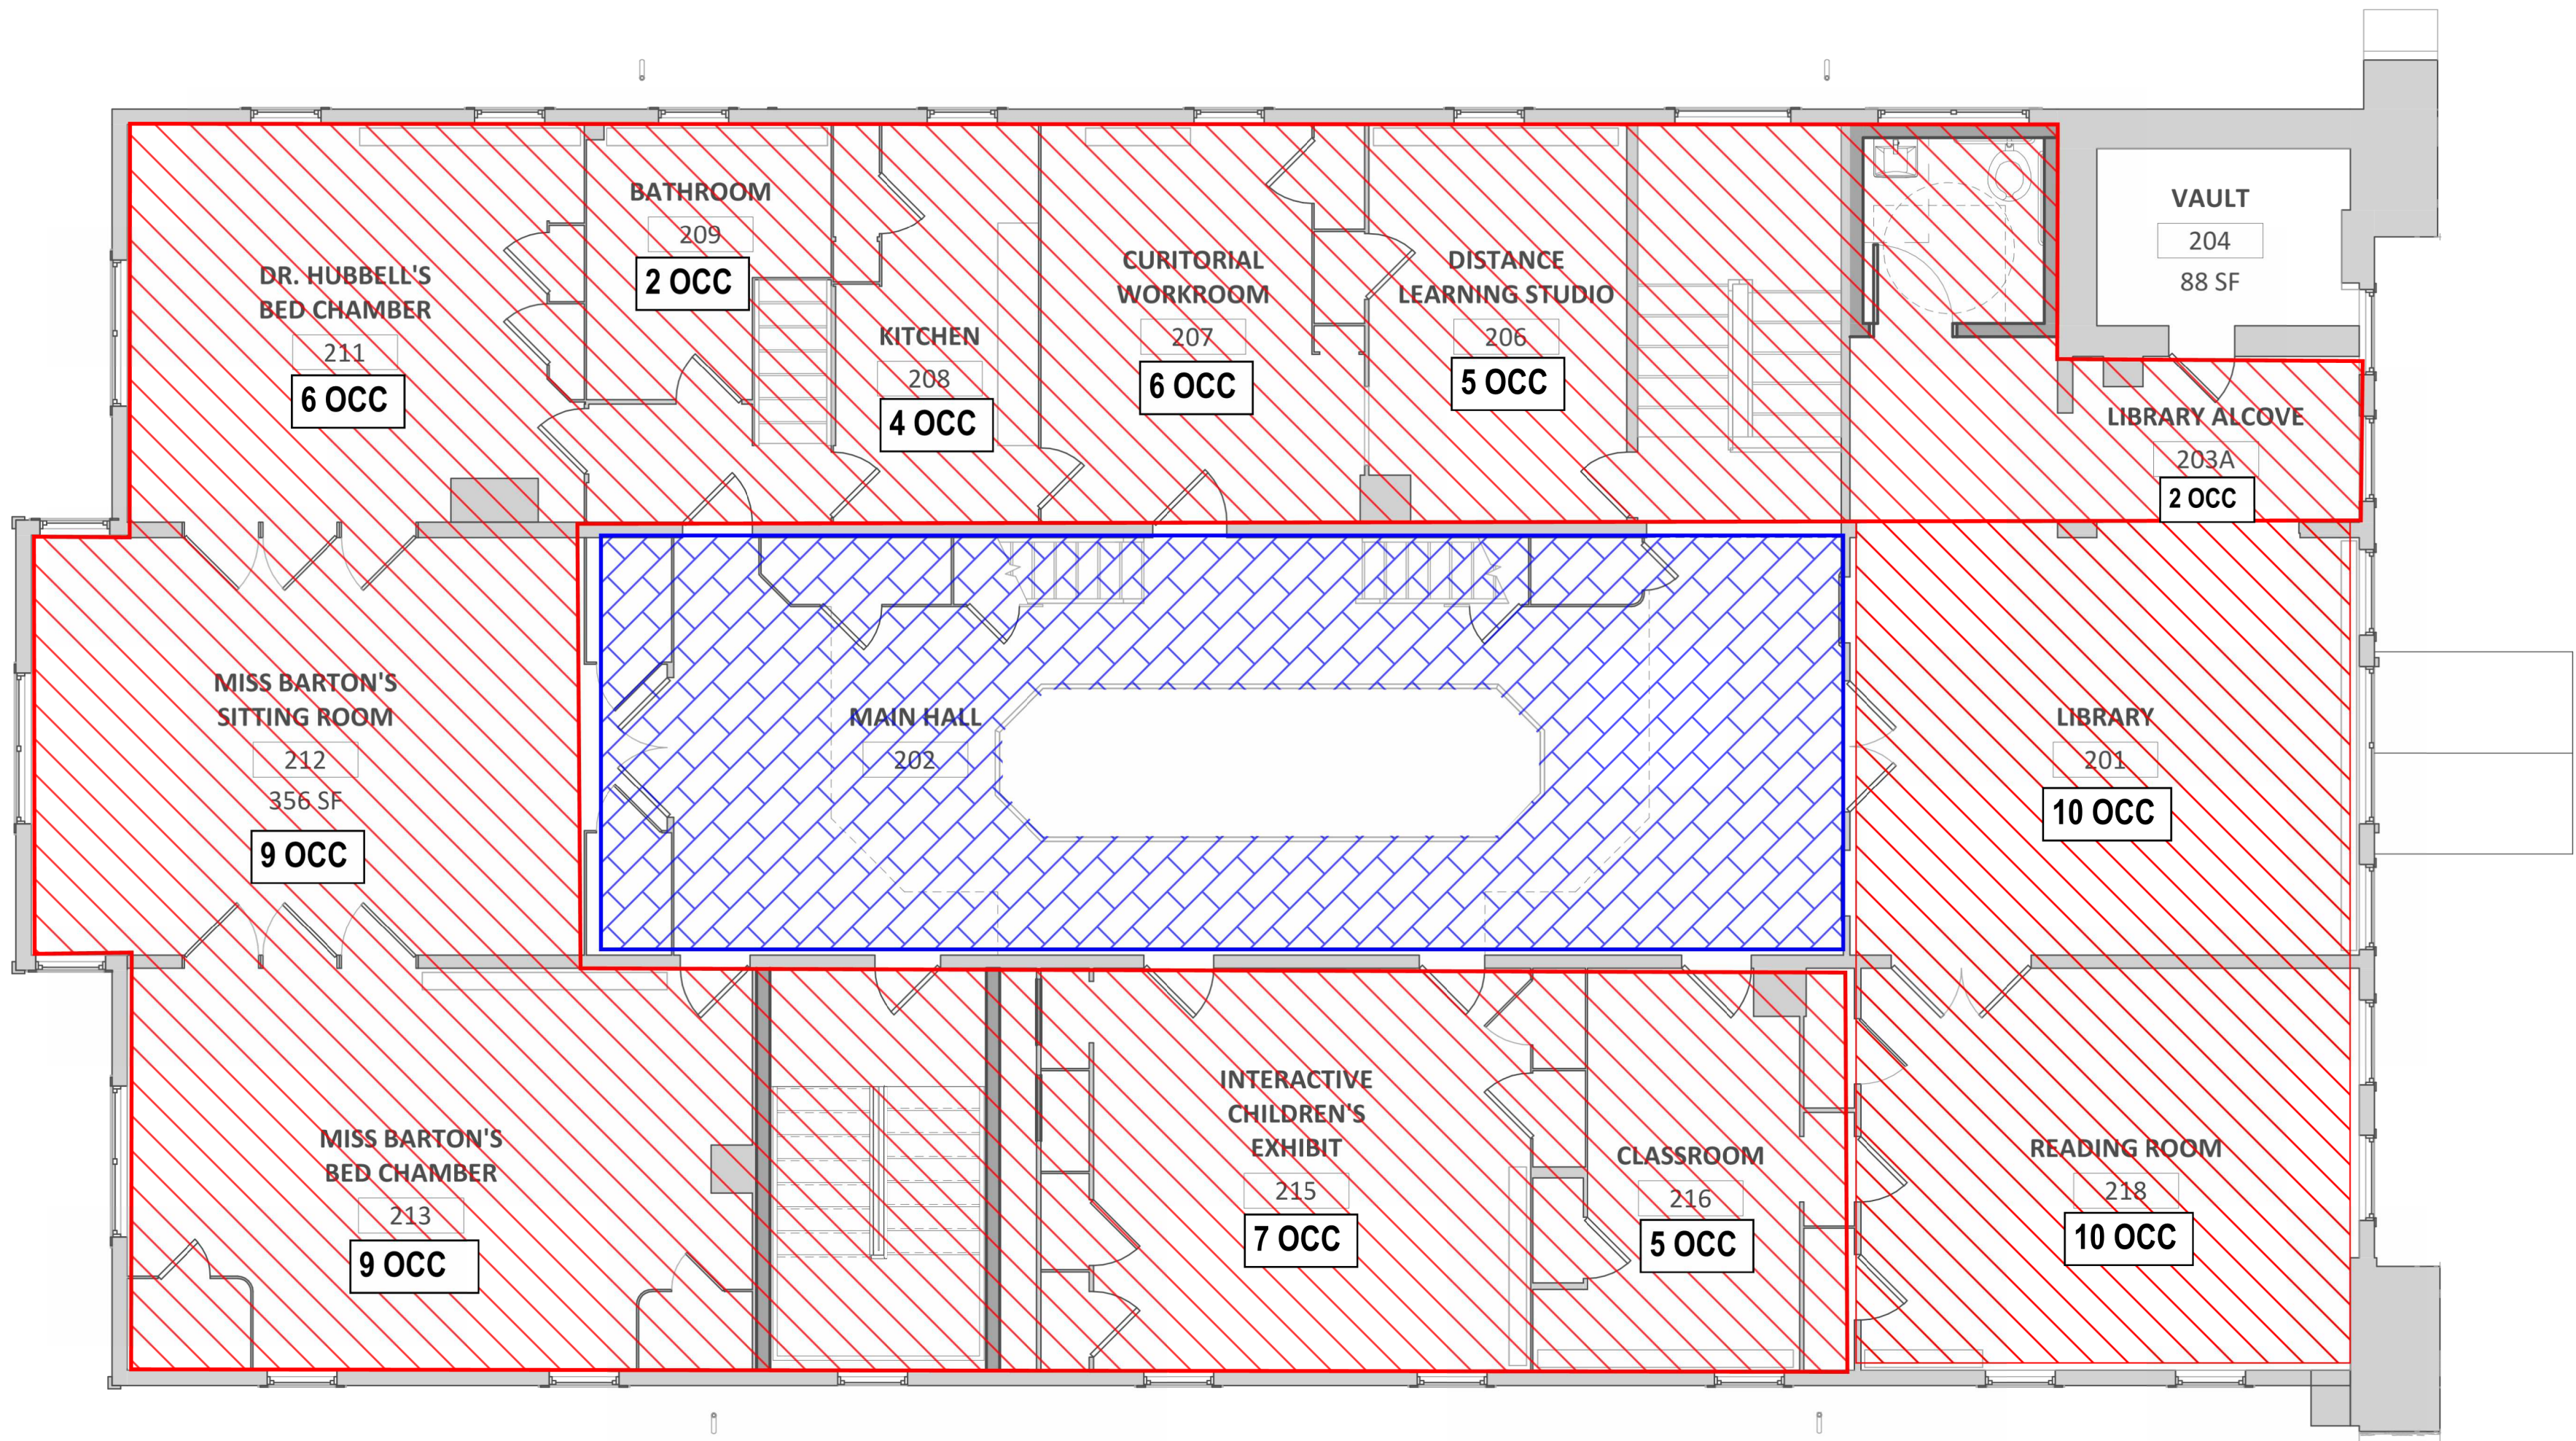 BATHROOM
209
2 OCC
VAULT
204
88 SF
DR. HUBBELL'S
BED CHAMBER
211
6 OCC
KITCHEN
208
4 OCC
CURITORIAL
WORKROOM
207
6 OCC
DISTANCE
LEARNING STUDIO
206
5 OCC
LIBRARY ALCOVE
203A
2 OCC
MISS BARTON'S
SITTING ROOM
212
356 SF
9 OCC
MAIN HALL
202
LIBRARY
201
10 OCC
MISS BARTON'S
BED CHAMBER
213
9 OCC
INTERACTIVE
CHILDREN'S
EXHIBIT
215
7 OCC
CLASSROOM
216
5 OCC
READING ROOM
218
10 OCC